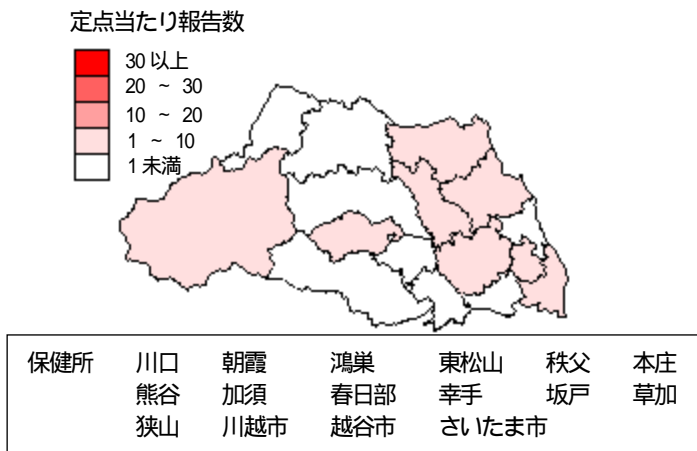 定点当たり報告数
30 以上
20 ~ 30
10 ~ 20
1 ~ 10
1 未満
保健所 川口 朝霞 鴻巣 東松山 秩父 本庄
熊谷 加須 春日部 幸手 坂戸 草加
狭山 川越市 越谷市 さいたま市